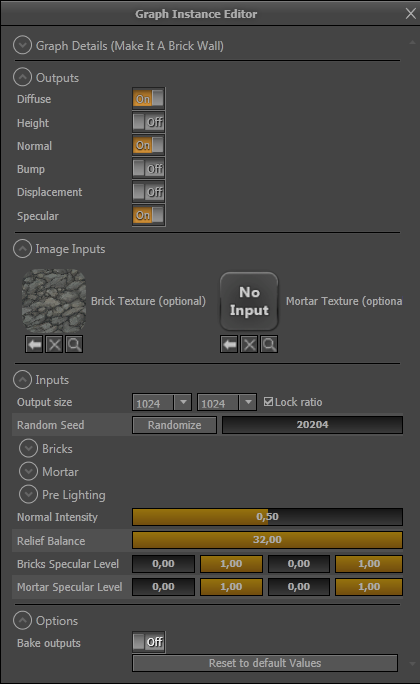 Graph Instance Editor
Graph Details (Make It A Brick Wall)
Outputs
Diffuse On
Height Off
Normal On
Bump Off
Displacement Off
Specular On
Image Inputs
Brick Texture (optional)
No Input
Mortar Texture (optiona
Inputs
Output size 1024 1024 Lock ratio
Random Seed Randomize 20204
Bricks
Mortar
Pre Lighting
Normal Intensity 0,50
Relief Balance 32,00
Bricks Specular Level 0,00 1,00 0,00 1,00
Mortar Specular Level 0,00 1,00 0,00 1,00
Options
Bake outputs Off
Reset to default Values